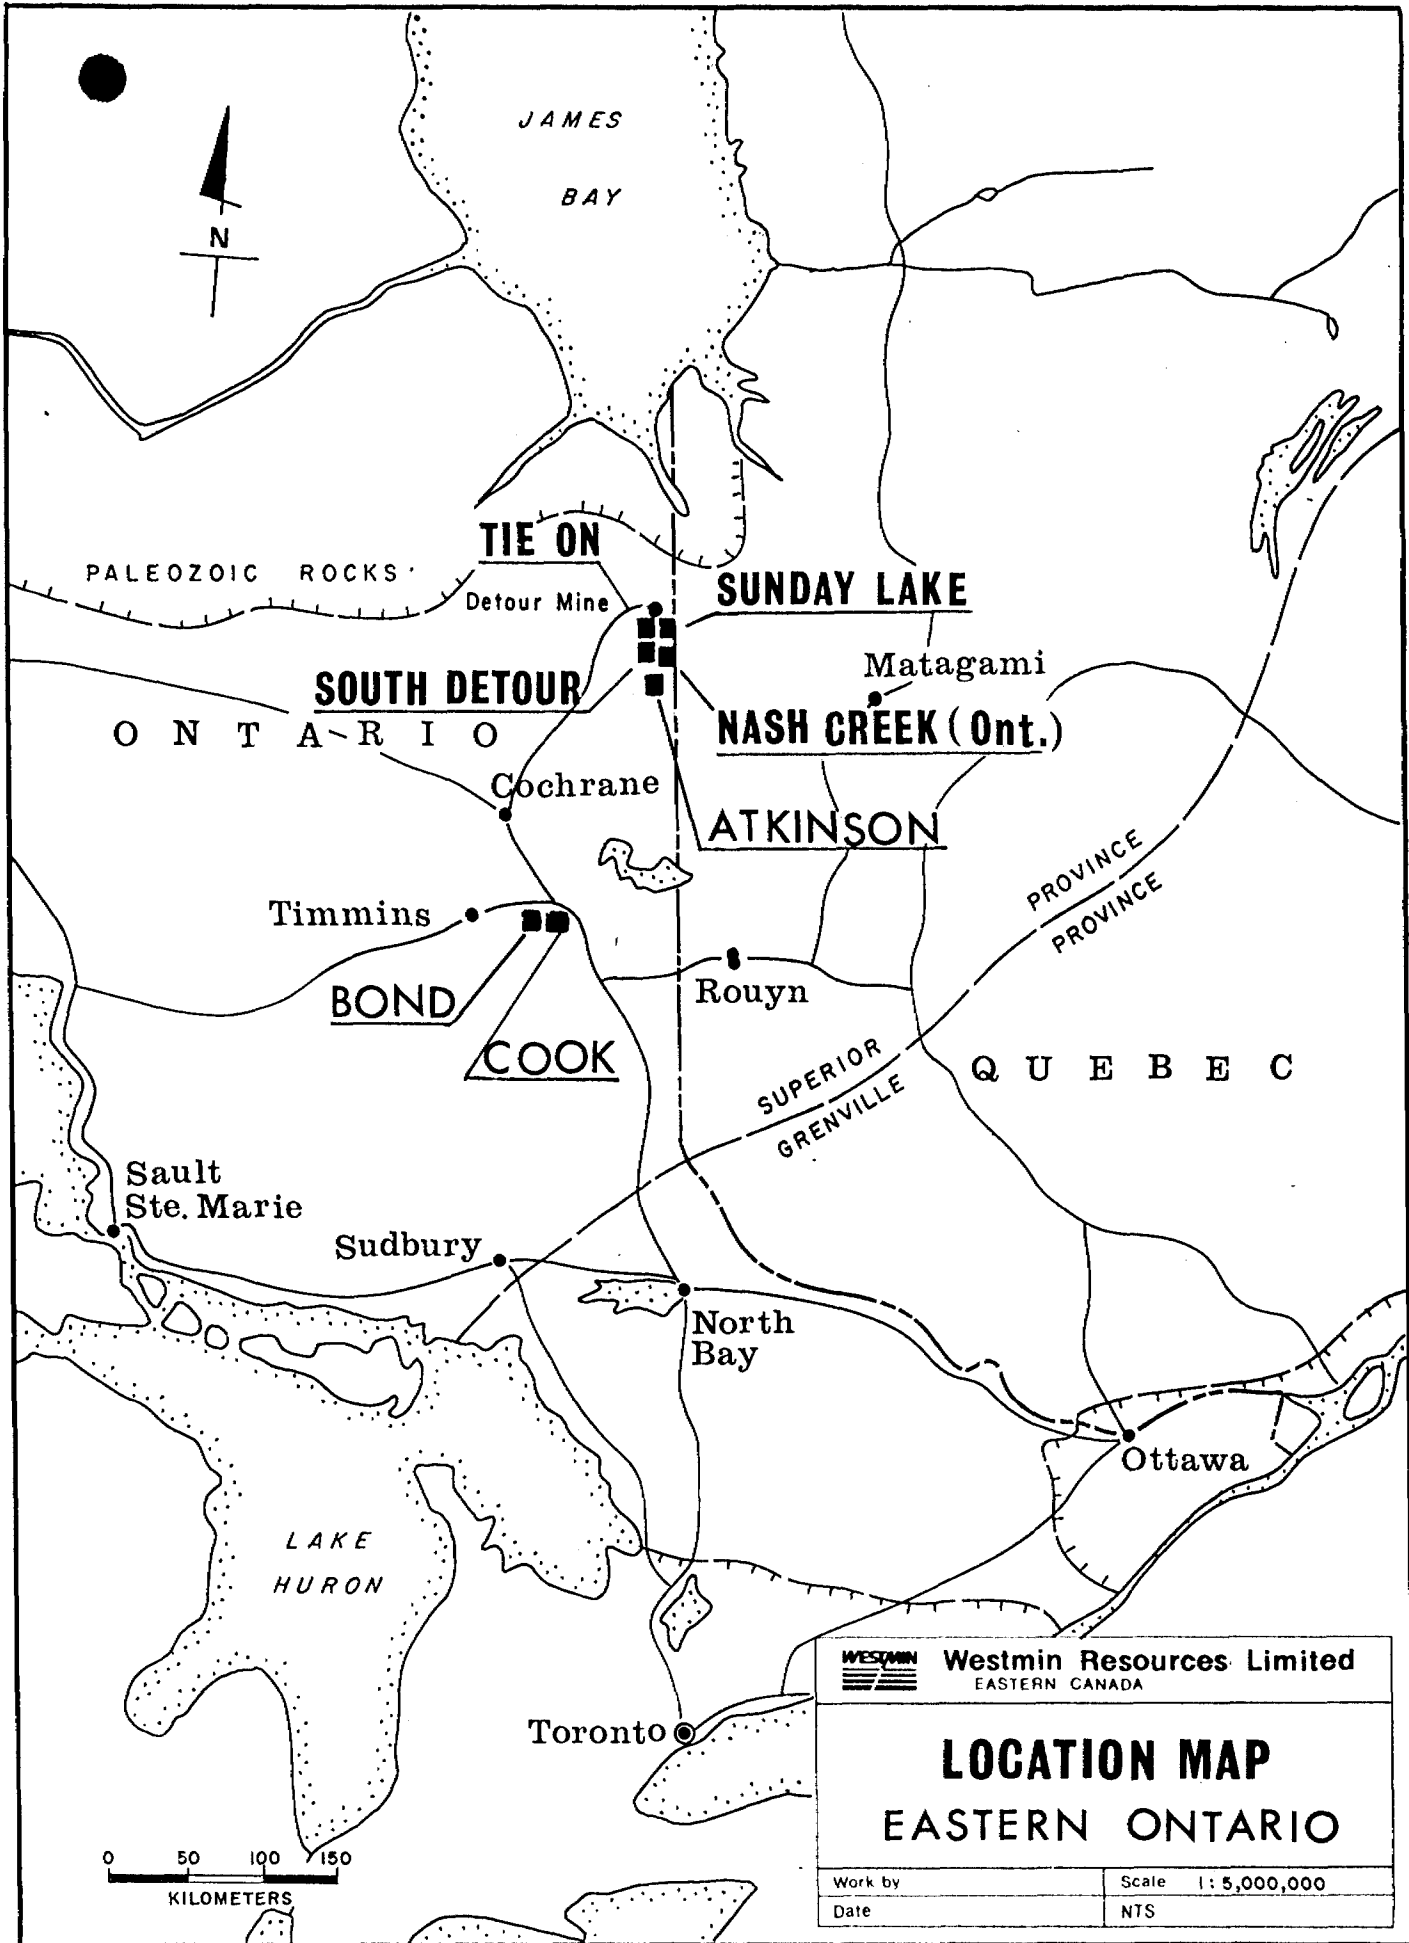 JAMES
BAY
N
TIE ON
PALEOZOIC ROCKS
Detour Mine
SUNDAY LAKE
Matagami
SOUTH DETOUR
NASH CREEK (Ont.)
ONTARIO
Cochrane
ATKINSON
PROVINCE
PROVINCE
Timmins
BOND
Rouyn
COOK
SUPERIOR
GRENVILLE
QUEBEC
Sault
Ste. Marie
Sudbury
North
Bay
Ottawa
LAKE
HURON
Toronto
WESTMIN
Westmin Resources Limited
EASTERN CANADA
LOCATION MAP
EASTERN ONTARIO
Work by
Scale 1:5,000,000
Date
NTS
0 50 100 150
KILOMETERS